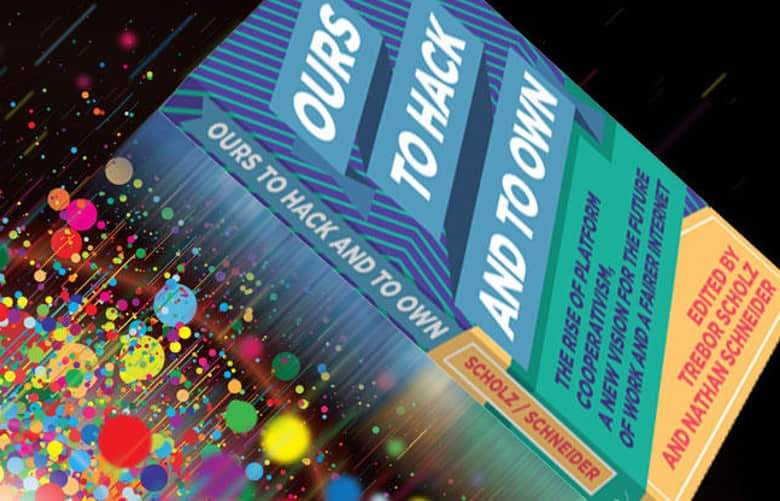 OURS
TO HACK
AND TO OWN
THE RISE OF PLATFORM
COOPERATIVISM,
A NEW VISION FOR THE FUTURE
OF WORK AND A FAIRER INTERNET
EDITED BY
TREBOR SCHOLZ
AND NATHAN SCHNEIDER
OURS TO HACK AND TO OWN
SCHOLZ / SCHNEIDER